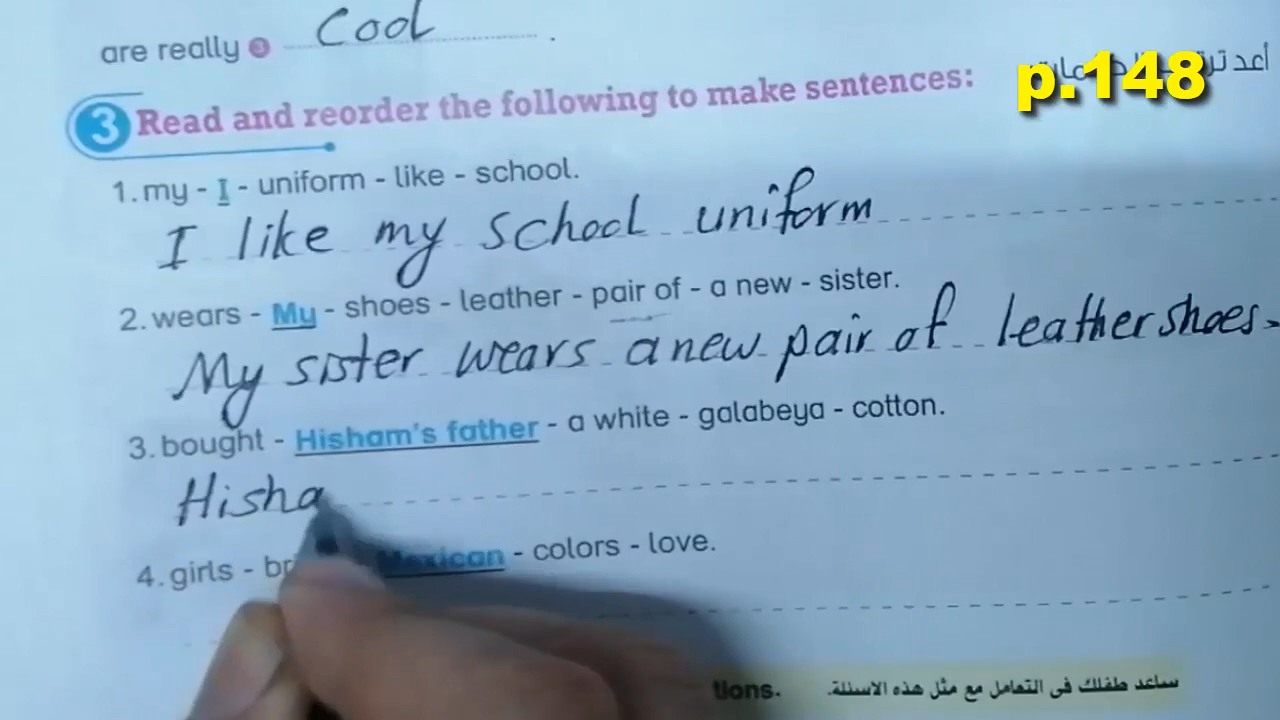 are really 3 Cool .
أعد
p.148
3 Read and reorder the following to make sentences:
1. my - I - uniform - like - school.
I like my school uniform
2. wears - My - shoes - leather - pair of - a new - sister.
My sister wears a new pair of leather shoes.
3. bought - Hisham's father - a white - galabeya - cotton.
Hisha
4. girls - Mexican - colors - love.
tions. ساعد طفلك فى التعامل مع مثل هذه الاسئلة.